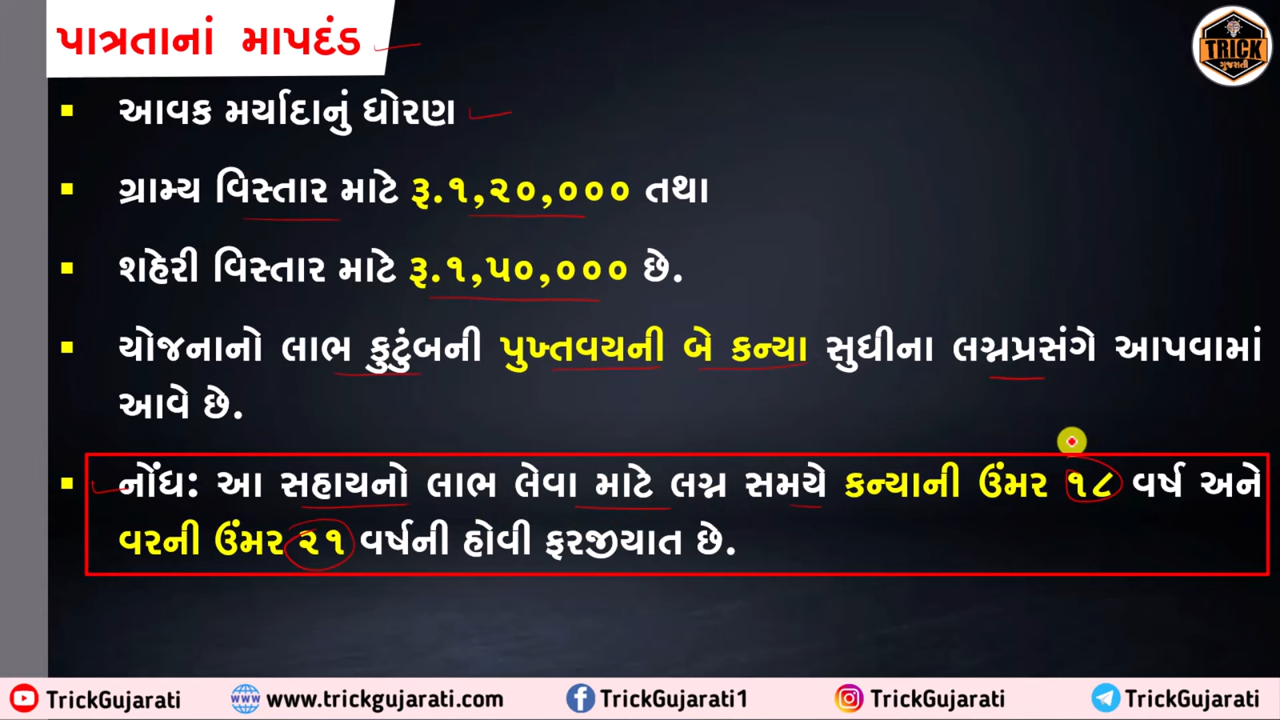 પાત્રતાનાં માપદંડ
TRICK
ગુજરાતી
આવક મર્યાદાનું ધોરણ
ગ્રામ્ય વિસ્તાર માટે રૂ.૧,૨૦,૦૦૦ તથા
શહેરી વિસ્તાર માટે રૂ.૧,૫૦,૦૦૦ છે.
યોજનાનો લાભ કુટુંબની પુખ્તવયની બે કન્યા સુધીના લગ્નપ્રસંગે આપવામાં
આવે છે.
નોંધ: આ સહાયનો લાભ લેવા માટે લગ્ન સમયે કન્યાની ઉંમર ૧૮ વર્ષ અને
વરની ઉંમર ૨૧ વર્ષની હોવી ફરજીયાત છે.
TrickGujarati www.trickgujarati.com TrickGujarati1 TrickGujarati TrickGujarati